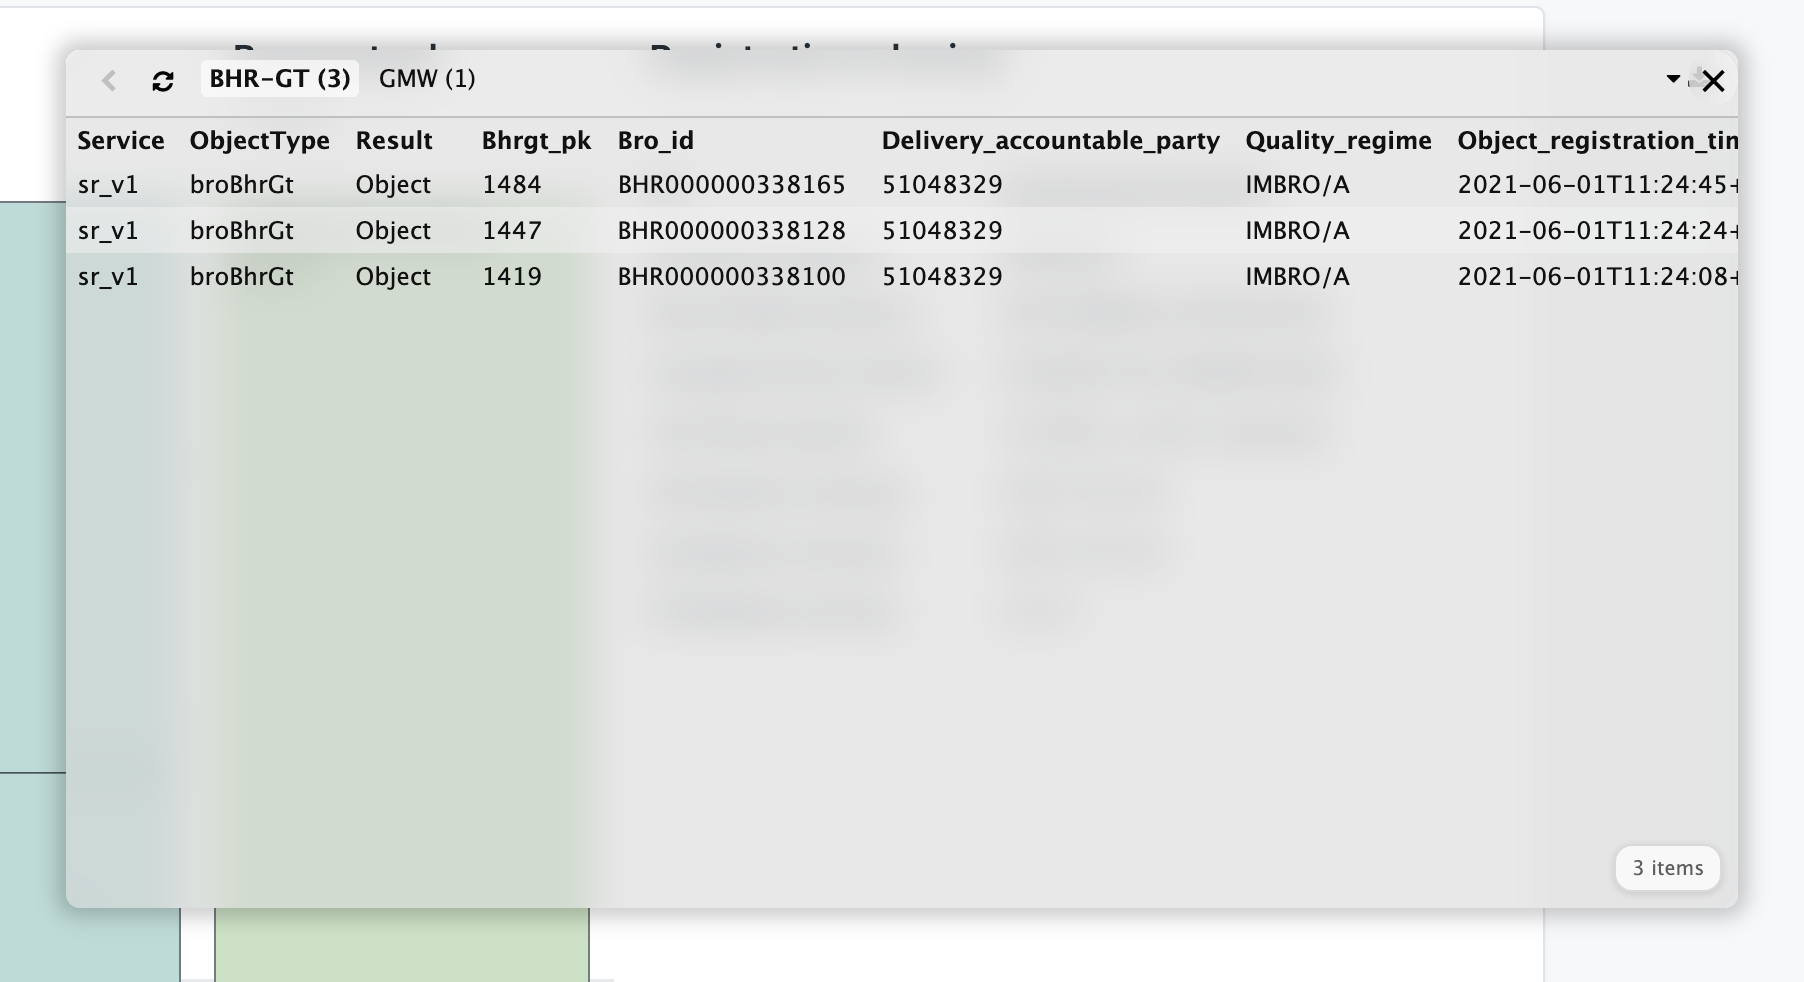 BHR-GT (3) GMW (1)
Service ObjectType Result Bhrgt_pk Bro_id Delivery_accountable_party Quality_regime Object_registration_tin
sr_v1 broBhrGt Object 1484 BHR000000338165 51048329 IMBRO/A 2021-06-01T11:24:45+
sr_v1 broBhrGt Object 1447 BHR000000338128 51048329 IMBRO/A 2021-06-01T11:24:24+
sr_v1 broBhrGt Object 1419 BHR000000338100 51048329 IMBRO/A 2021-06-01T11:24:08+
3 items